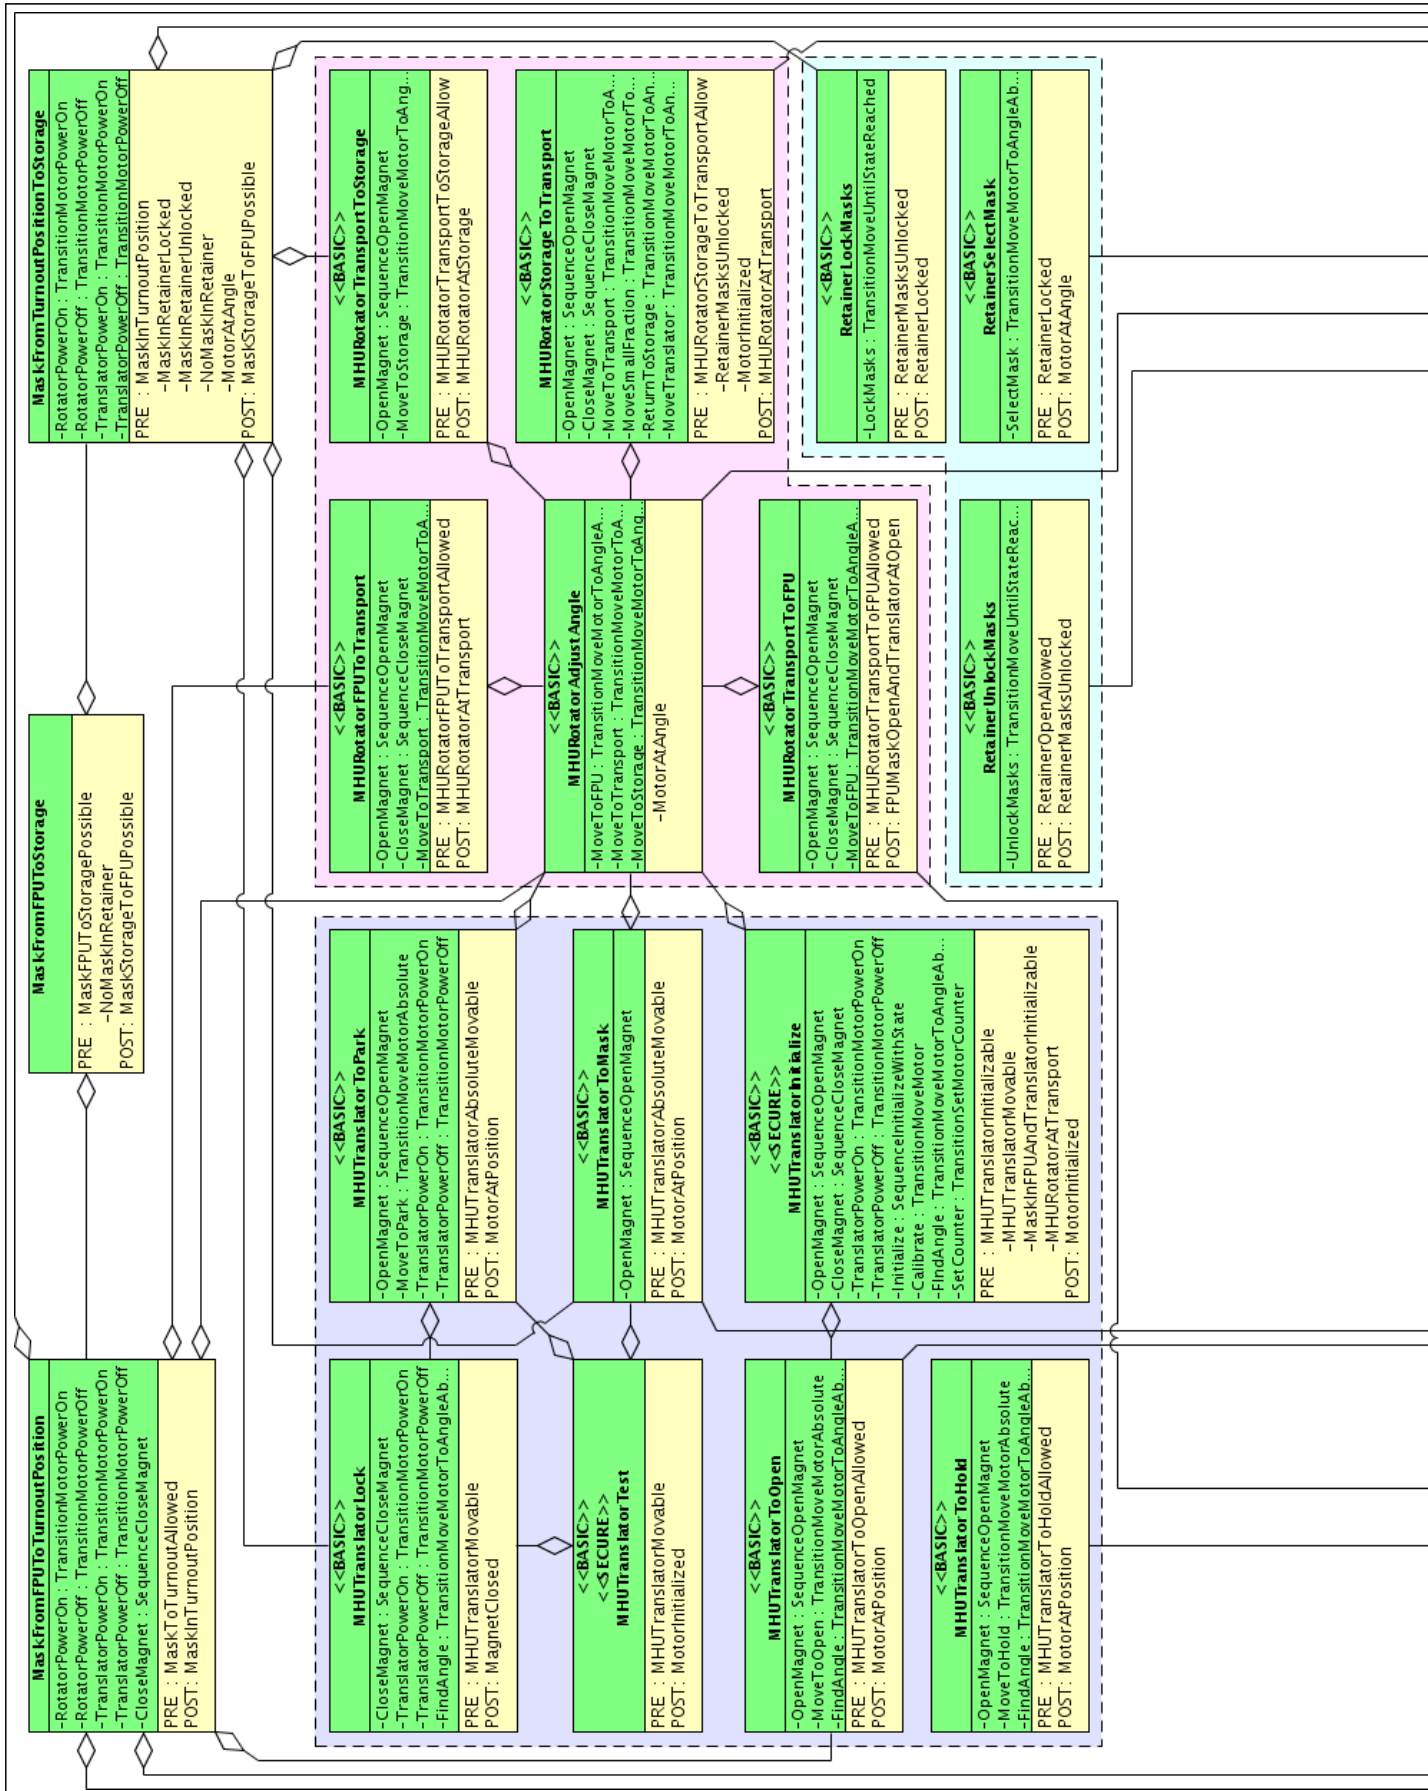 MaskFromFPUToTurnoutPosition
-RotatorPowerOn : TransitionMotorPowerOn
-RotatorPowerOff : TransitionMotorPowerOff
-TranslatorPowerOn : TransitionMotorPowerOn
-TranslatorPowerOff : TransitionMotorPowerOff
-CloseMagnet : SequenceCloseMagnet
PRE : MaskToTurnoutAllowed
POST: MaskInTurnoutPosition
MaskFromFPUToStorage
PRE : MaskFPUToStoragePossible
-NoMaskInRetainer
POST: MaskStorageToFPUPossible
MaskFromTurnoutPositionToStorage
-RotatorPowerOn : TransitionMotorPowerOn
-RotatorPowerOff : TransitionMotorPowerOff
-TranslatorPowerOn : TransitionMotorPowerOn
-TranslatorPowerOff : TransitionMotorPowerOff
PRE : MaskInTurnoutPosition
-MaskInRetainerLocked
-MaskInRetainerUnlocked
-NoMaskInRetainer
-MotorAtAngle
POST: MaskStorageToFPUPossible
<<BASIC>>
MHUTranslatorLock
-CloseMagnet : SequenceCloseMagnet
-TranslatorPowerOn : TransitionMotorPowerOn
-TranslatorPowerOff : TransitionMotorPowerOff
-FindAngle : TransitionMoveMotorToAngleAb...
PRE : MHUTranslatorMovable
POST: MagnetClosed
<<BASIC>>
MHUTranslatorToPark
-OpenMagnet : SequenceOpenMagnet
-MoveToPark : TransitionMoveMotorAbsolute
-TranslatorPowerOn : TransitionMotorPowerOn
-TranslatorPowerOff : TransitionMotorPowerOff
PRE : MHUTranslatorAbsoluteMovable
POST: MotorAtPosition
<<BASIC>>
MHURotatorFPUToTransport
-OpenMagnet : SequenceOpenMagnet
-CloseMagnet : SequenceCloseMagnet
-MoveToTransport : TransitionMoveMotorToA...
PRE : MHURotatorFPUToTransportAllowed
POST: MHURotatorAtTransport
<<BASIC>>
MHURotatorTransportToStorage
-OpenMagnet : SequenceOpenMagnet
-MoveToStorage : TransitionMoveMotorToAng...
PRE : MHURotatorTransportToStorageAllow
POST: MHURotatorAtStorage
<<BASIC>>
<<SECURE>>
MHUTranslatorTest
PRE : MHUTranslatorMovable
POST: MotorInitialized
<<BASIC>>
MHUTranslatorToMask
-OpenMagnet : SequenceOpenMagnet
PRE : MHUTranslatorAbsoluteMovable
POST: MotorAtPosition
<<BASIC>>
MHURotatorAdjustAngle
-MoveToFPU : TransitionMoveMotorToAngleA...
-MoveToTransport : TransitionMoveMotorToA...
-MoveToStorage : TransitionMoveMotorToAng...
-MotorAtAngle
<<BASIC>>
MHURotatorStorageToTransport
-OpenMagnet : SequenceOpenMagnet
-CloseMagnet : SequenceCloseMagnet
-MoveToTransport : TransitionMoveMotorToA...
-MoveSmallFraction : TransitionMoveMotorTo...
-ReturnToStorage : TransitionMoveMotorToAn...
-MoveTranslator : TransitionMoveMotorToAn...
PRE : MHURotatorStorageToTransportAllow
-RetainerMasksUnlocked
-MotorInitialized
POST: MHURotatorAtTransport
<<BASIC>>
MHUTranslatorToOpen
-OpenMagnet : SequenceOpenMagnet
-MoveToOpen : TransitionMoveMotorAbsolute
-FindAngle : TransitionMoveMotorToAngleAb...
PRE : MHUTranslatorToOpenAllowed
POST: MotorAtPosition
<<BASIC>>
<<SECURE>>
MHUTranslatorInitialize
-OpenMagnet : SequenceOpenMagnet
-CloseMagnet : SequenceCloseMagnet
-TranslatorPowerOn : TransitionMotorPowerOn
-TranslatorPowerOff : TransitionMotorPowerOff
-Initialize : SequenceInitializeWithState
-Calibrate : TransitionMoveMotor
-FIndAngle : TransitionMoveMotorToAngleAb...
-SetCounter : TransitionSetMotorCounter
PRE : MHUTranslatorInitializable
-MHUTranslatorMovable
-MaskInFPUAndTranslatorInitializable
-MHURotatorAtTransport
POST: MotorInitialized
<<BASIC>>
MHURotatorTransportToFPU
-OpenMagnet : SequenceOpenMagnet
-CloseMagnet : SequenceCloseMagnet
-MoveToFPU : TransitionMoveMotorToAngleA...
PRE : MHURotatorTransportToFPUAllowed
POST: FPUMaskOpenAndTranslatorAtOpen
<<BASIC>>
RetainerLockMasks
-LockMasks : TransitionMoveUntilStateReached
PRE : RetainerMasksUnlocked
POST: RetainerLocked
<<BASIC>>
MHUTranslatorToHold
-OpenMagnet : SequenceOpenMagnet
-MoveToHold : TransitionMoveMotorAbsolute
-FindAngle : TransitionMoveMotorToAngleAb...
PRE : MHUTranslatorToHoldAllowed
POST: MotorAtPosition
<<BASIC>>
RetainerUnlockMasks
-UnlockMasks : TransitionMoveUntilStateReac...
PRE : RetainerOpenAllowed
POST: RetainerMasksUnlocked
<<BASIC>>
RetainerSelectMask
-SelectMask : TransitionMoveMotorToAngleAb...
PRE : RetainerLocked
POST: MotorAtAngle